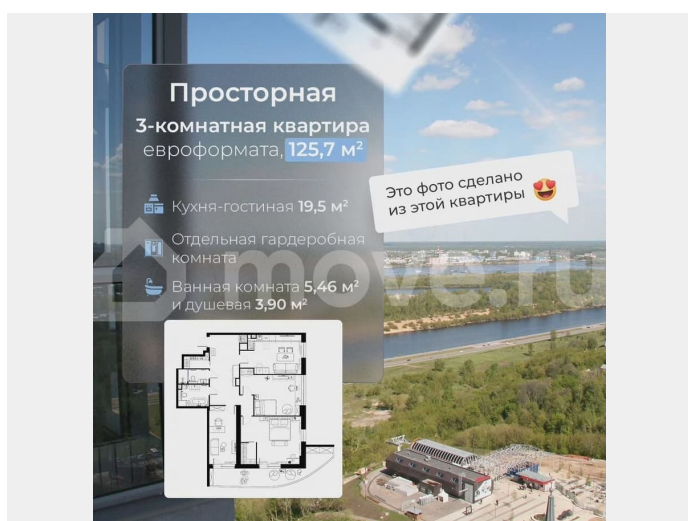 Просторная
3-комнатная квартира
евроформата, 125,7 м²
Кухня-гостиная 19,5 м²
Отдельная гардеробная
комната
Ванная комната 5,46 м²
и душевая 3,90 м²
Это фото сделано
из этой квартиры
move.ru